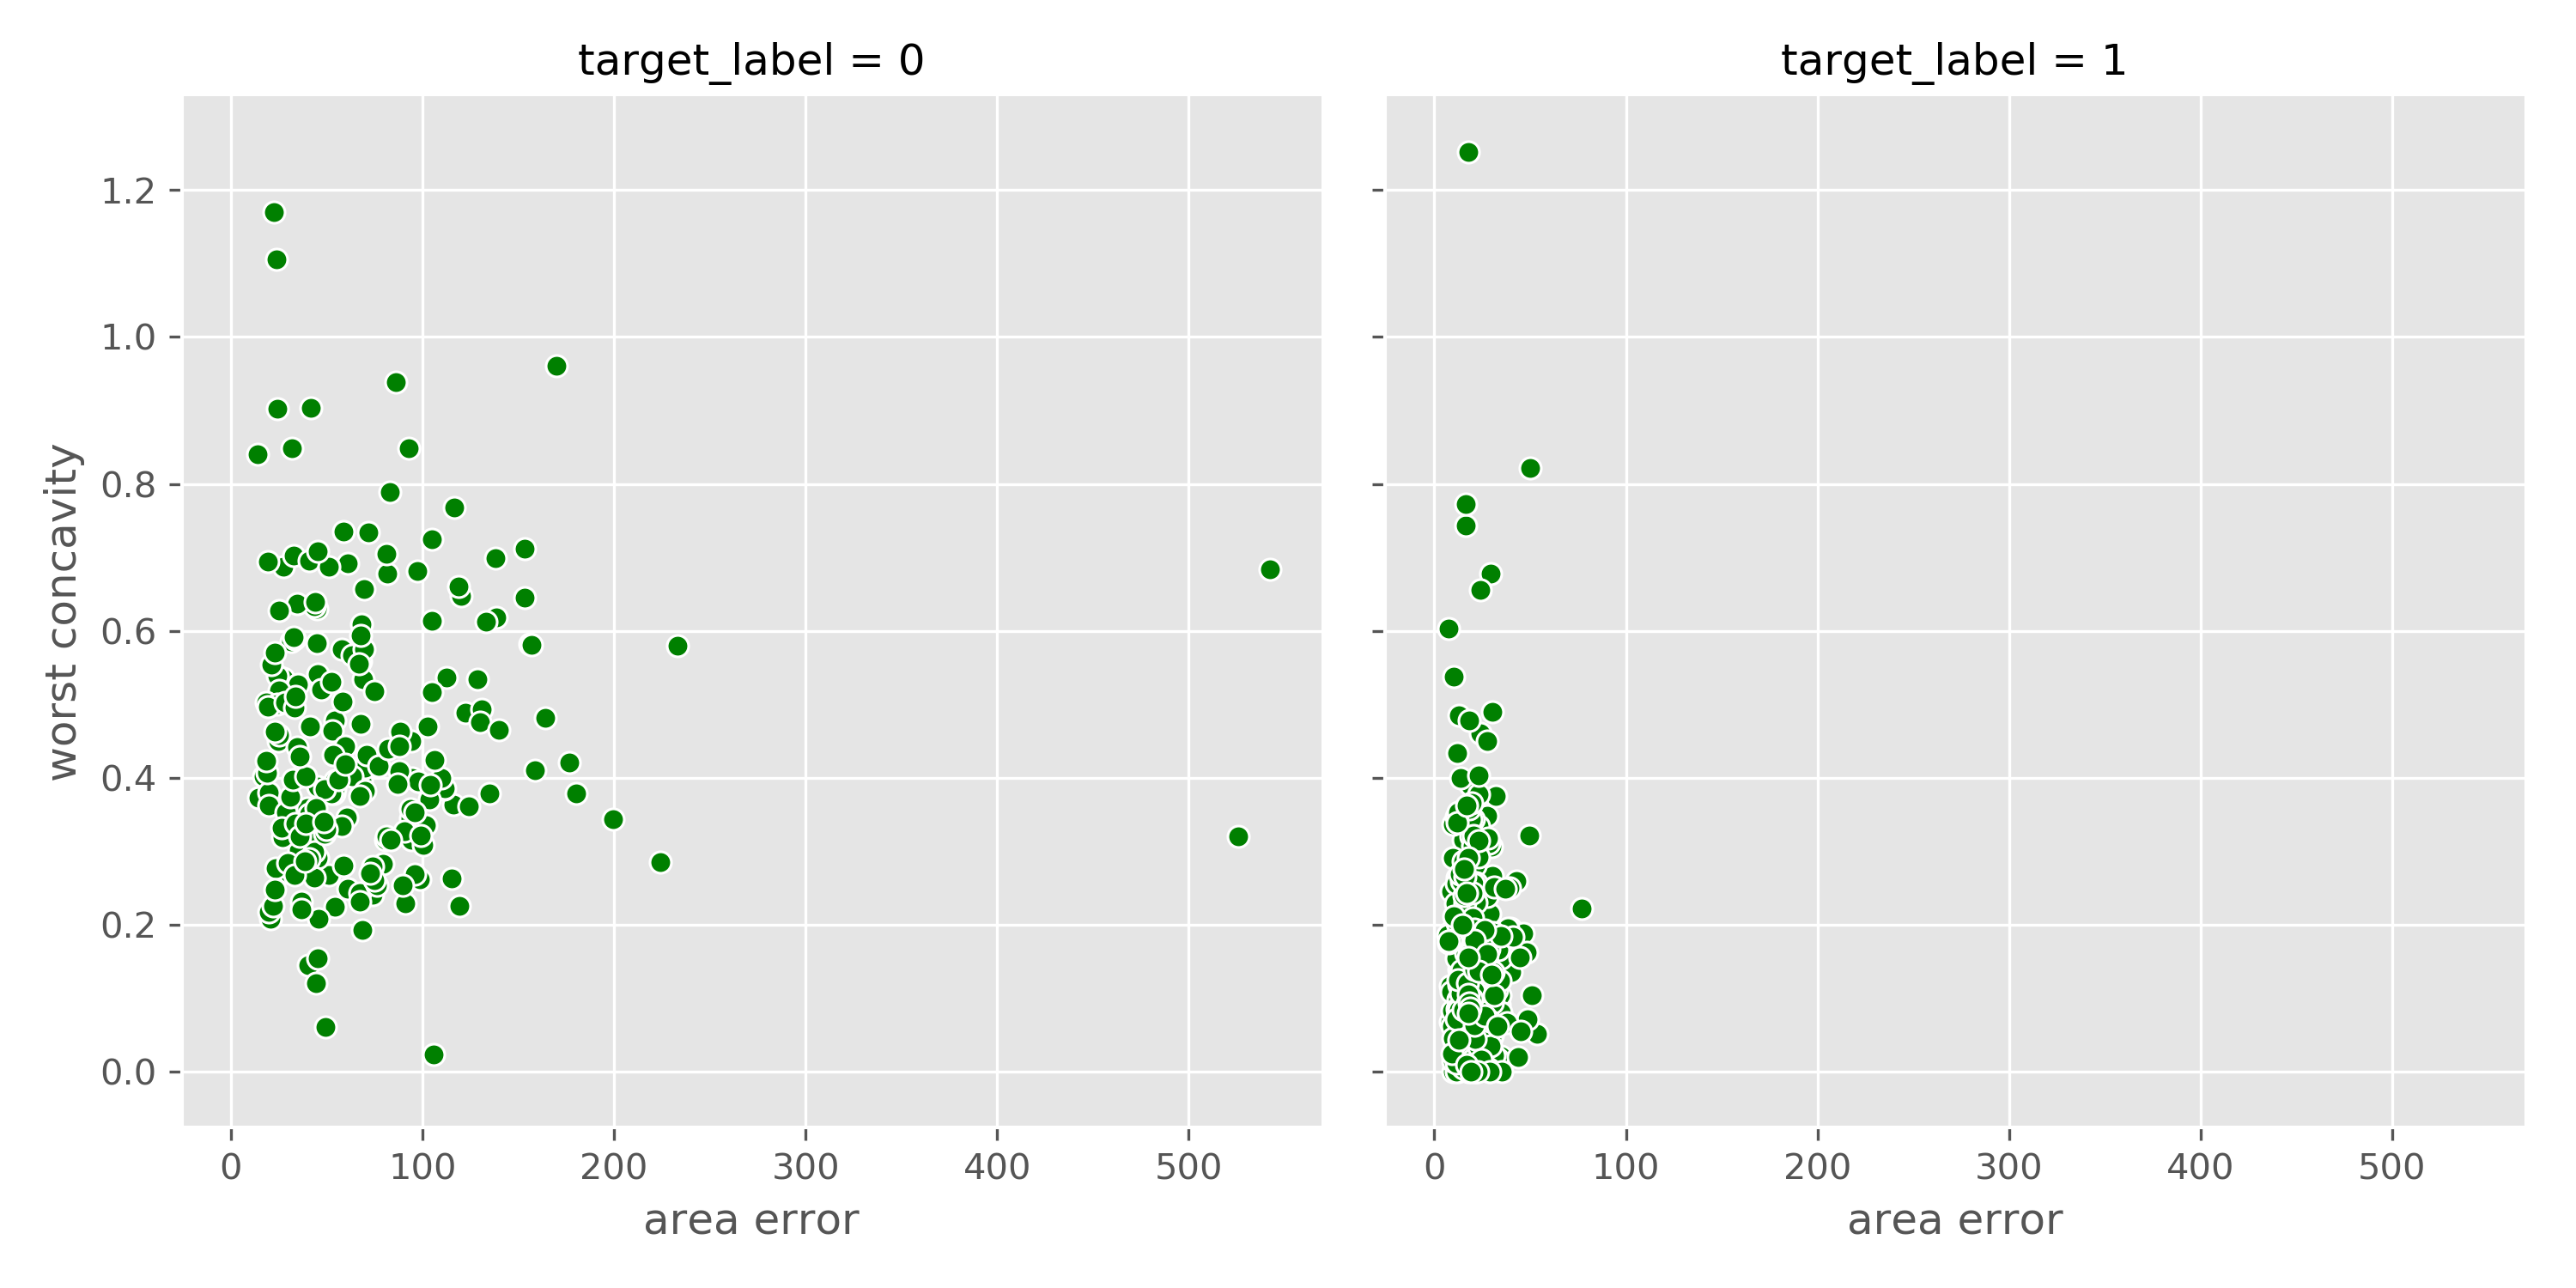 target_label = 0
target_label = 1
worst concavity
1.2
1.0
0.8
0.6
0.4
0.2
0.0
0 100 200 300 400 500
0 100 200 300 400 500
area error
area error